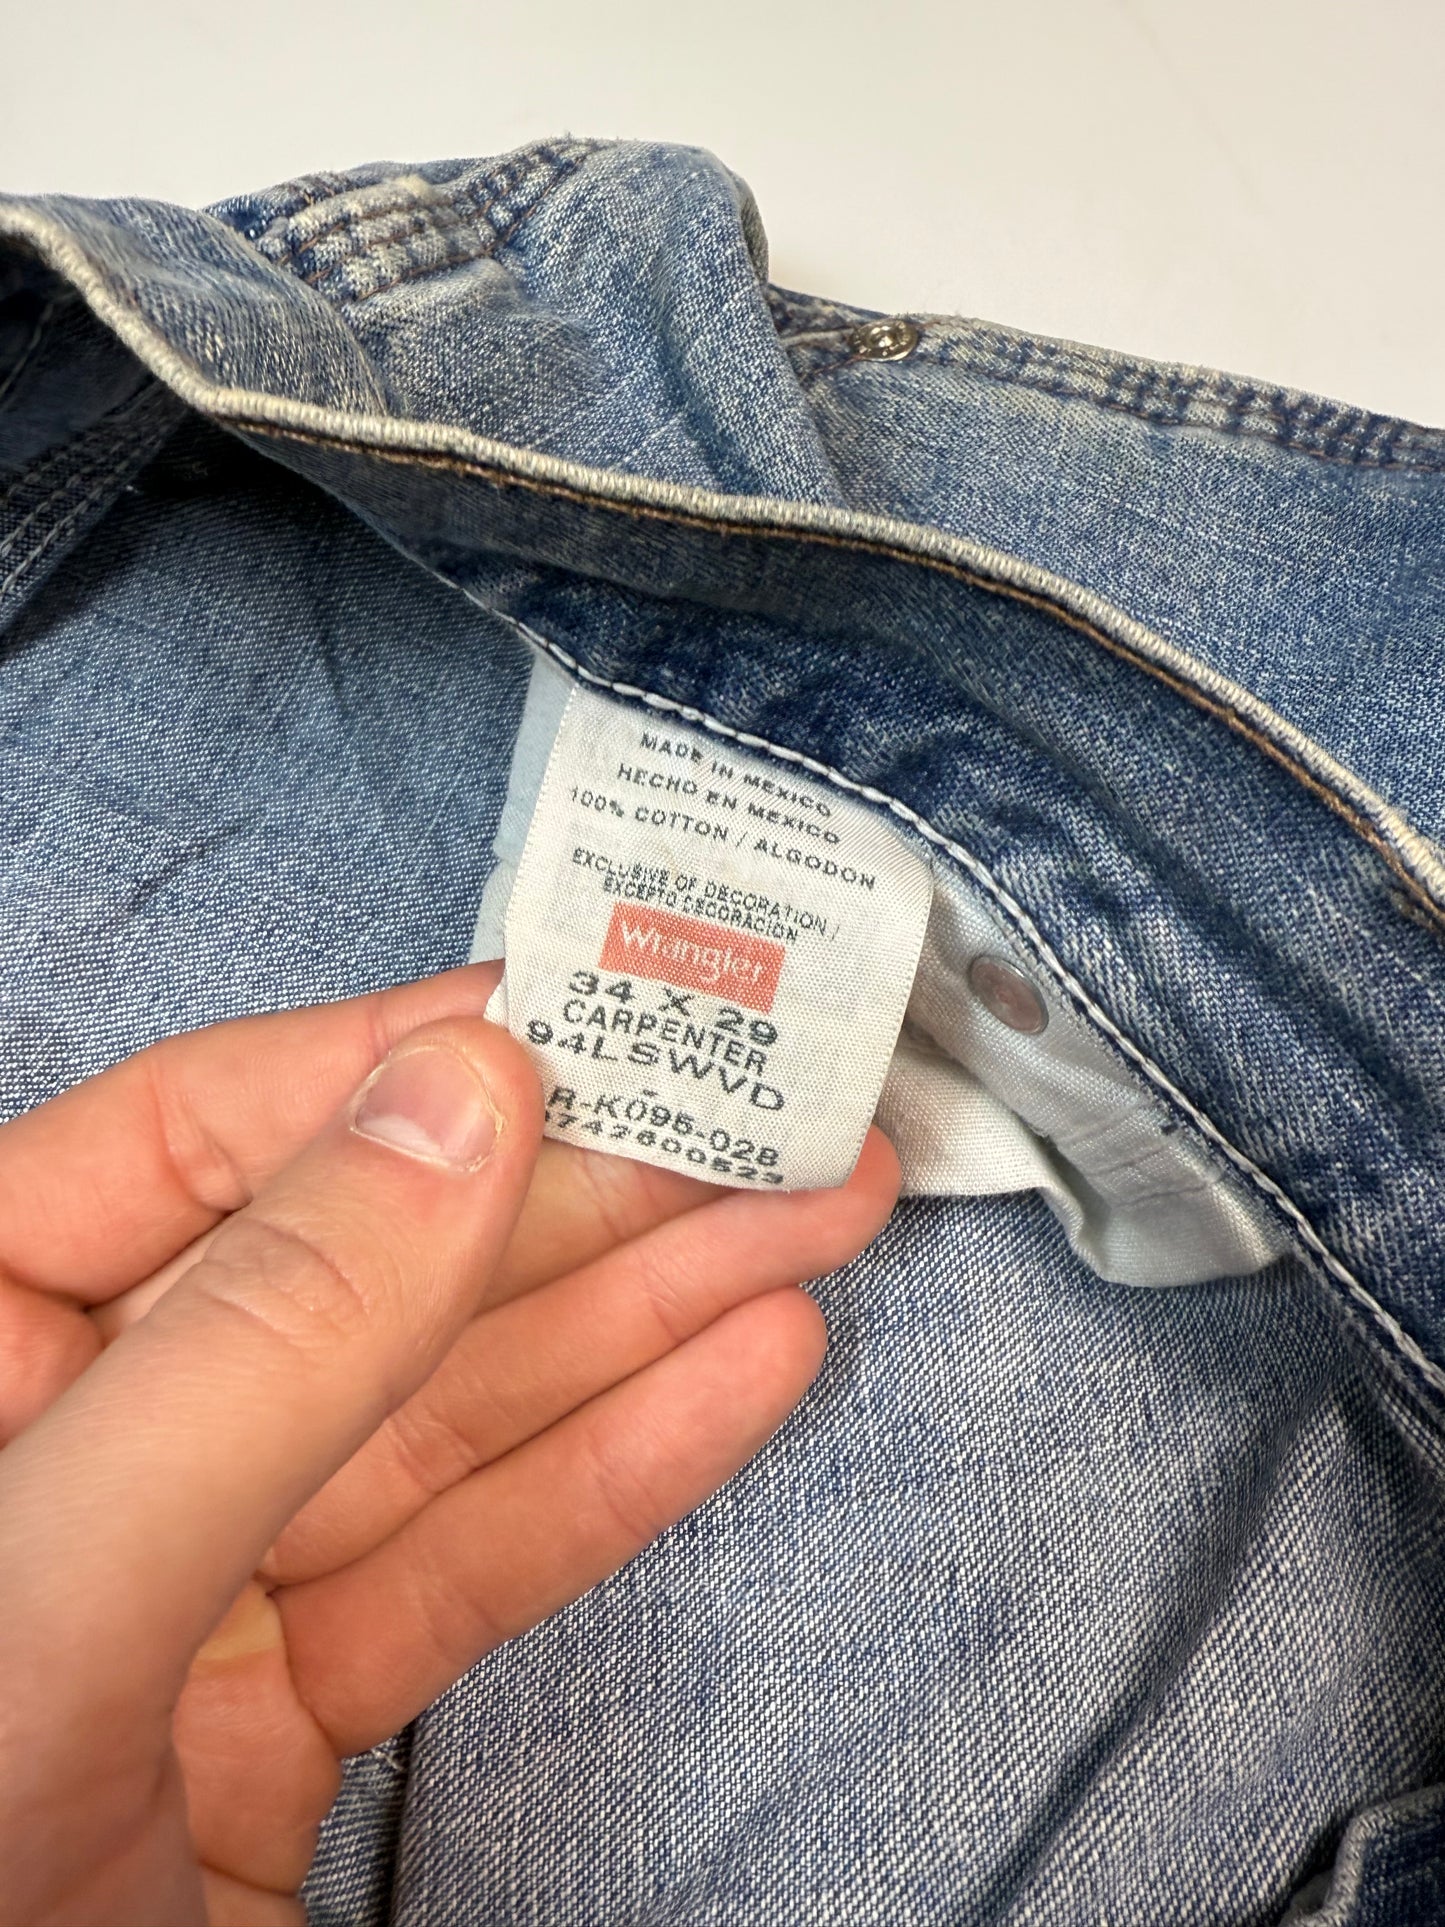 MADE IN MEXICO
HECHO EN MEXICO
100% COTTON / ALGODON
EXCLUSIVE OF DECORATION /
EXCEPTO DECORACION
Wrangler
34 X 29
CARPENTER
94LSWVD
R-K095-028
742600523